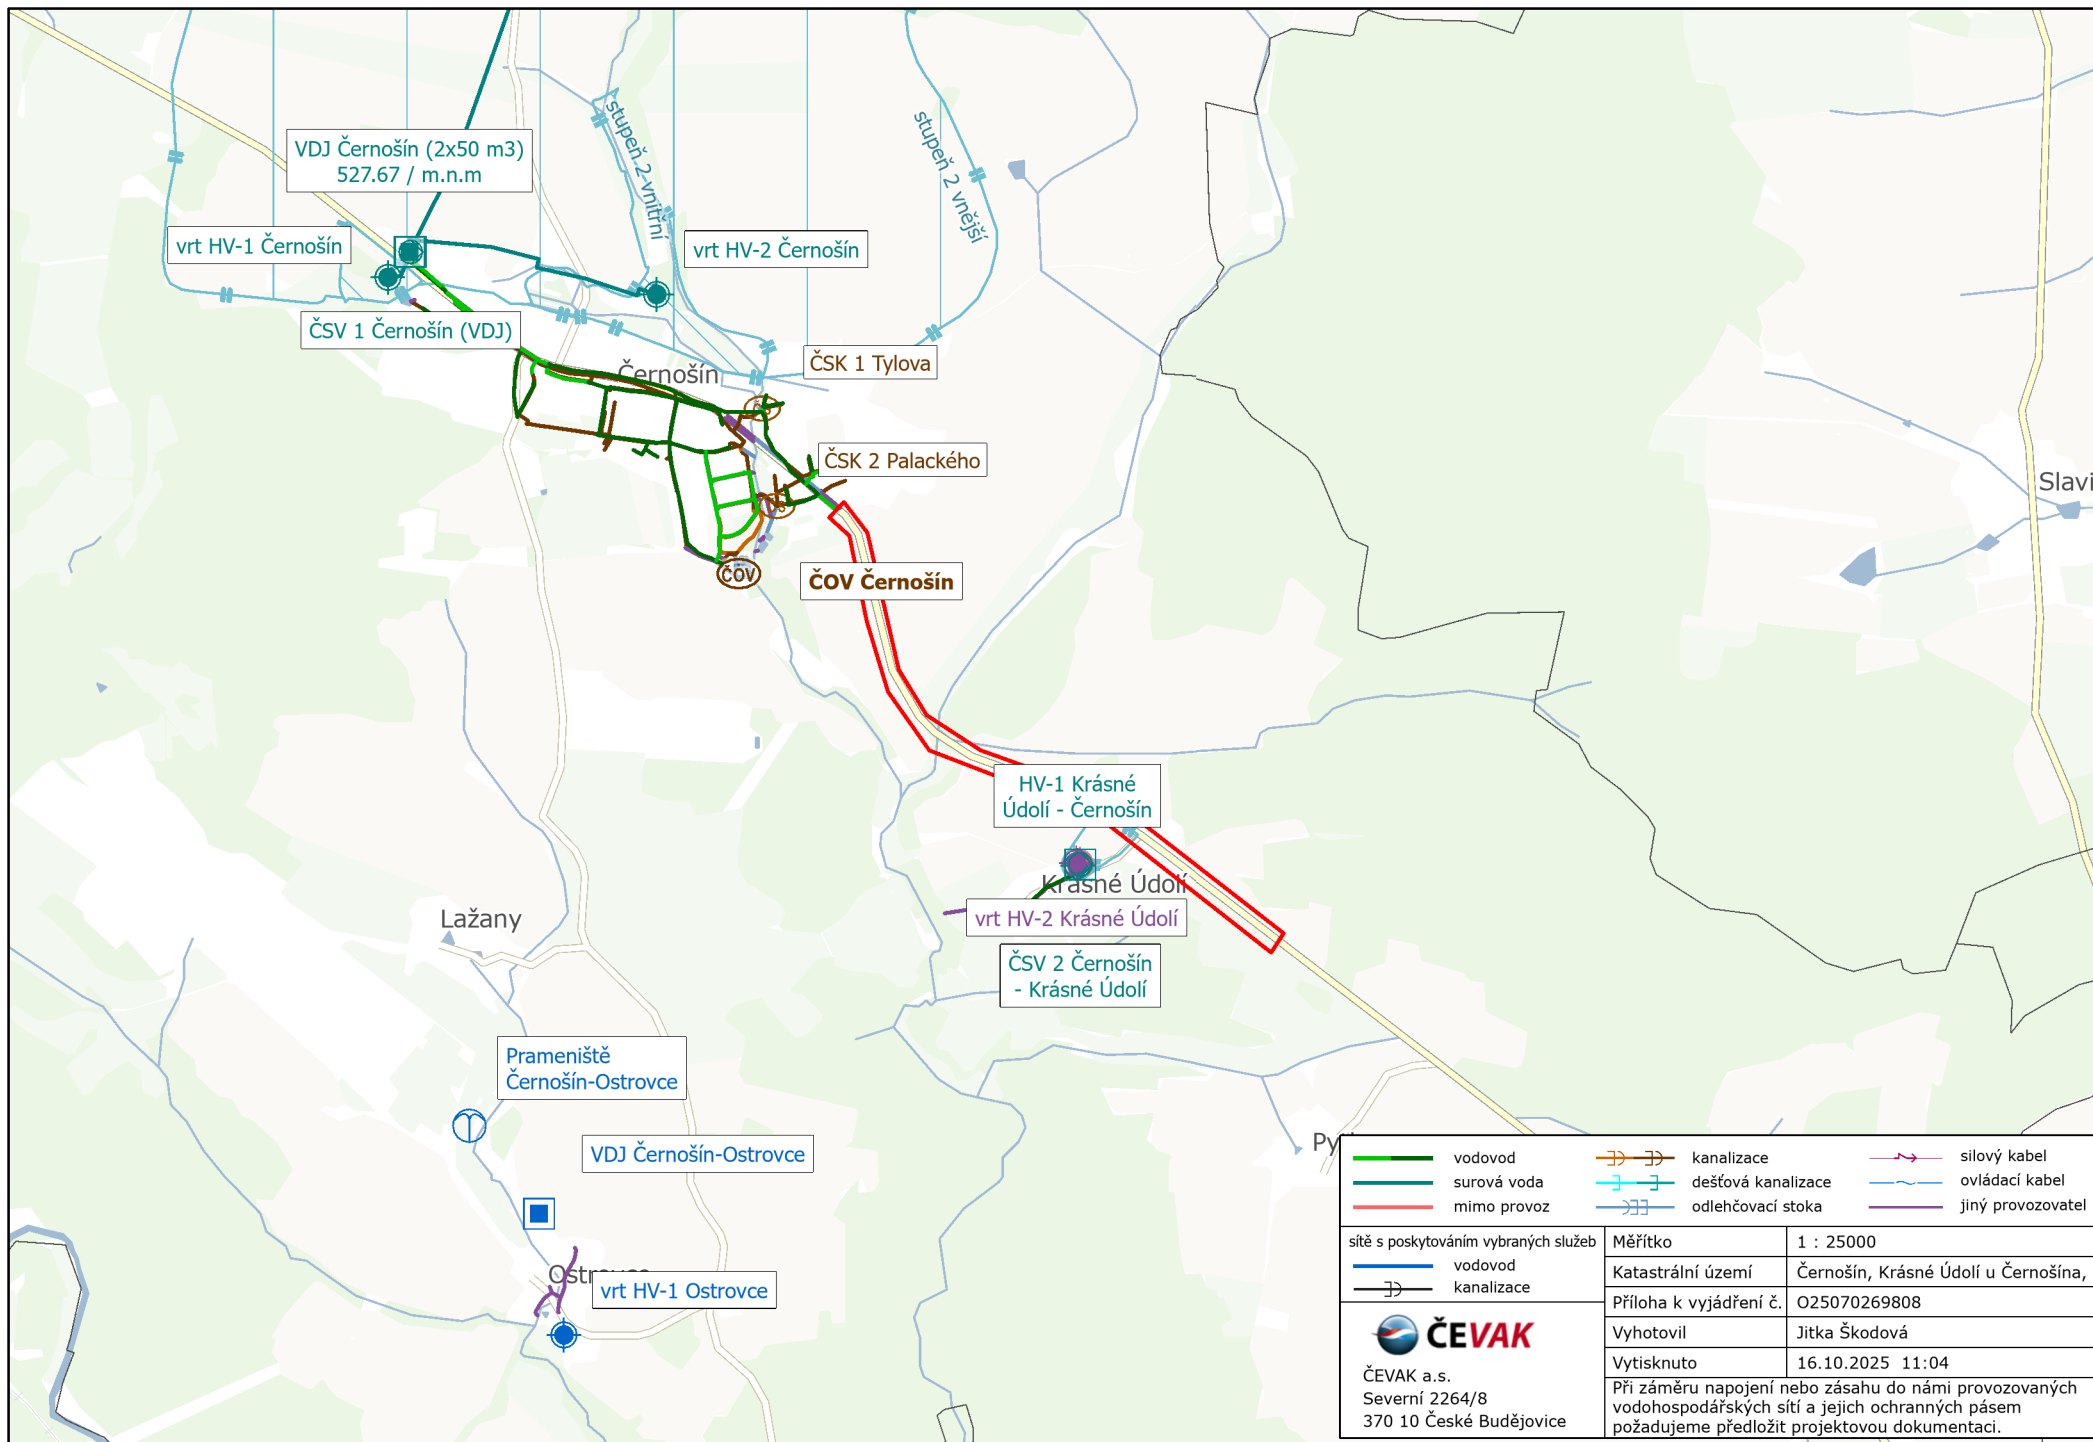 VDJ Černošín (2x50 m3)
527.67 / m.n.m
stupeň 2 vnitřní
stupeň 2 vnější
vrt HV-1 Černošín
vrt HV-2 Černošín
ČSV 1 Černošín (VDJ)
Černošín
ČSK 1 Tylova
ČSK 2 Palackého
ČOV
ČOV Černošín
Slavi
HV-1 Krásné
Údolí - Černošín
Krásné Údolí
vrt HV-2 Krásné Údolí
ČSV 2 Černošín
- Krásné Údolí
Lažany
Prameniště
Černošín-Ostrovce
VDJ Černošín-Ostrovce
Ostrovce
vrt HV-1 Ostrovce
vodovod
surová voda
mimo provoz
kanalizace
dešťová kanalizace
odlehčovací stoka
silový kabel
ovládací kabel
jiný provozovatel
sítě s poskytováním vybraných služeb
vodovod
kanalizace
ČEVAK
ČEVAK a.s.
Severní 2264/8
370 10 České Budějovice
Měřítko 1 : 25000
Katastrální území Černošín, Krásné Údolí u Černošína,
Příloha k vyjádření č. O25070269808
Vyhotovil Jitka Škodová
Vytisknuto 16.10.2025 11:04
Při záměru napojení nebo zásahu do námi provozovaných
vodohospodářských sítí a jejich ochranných pásem
požadujeme předložit projektovou dokumentaci.